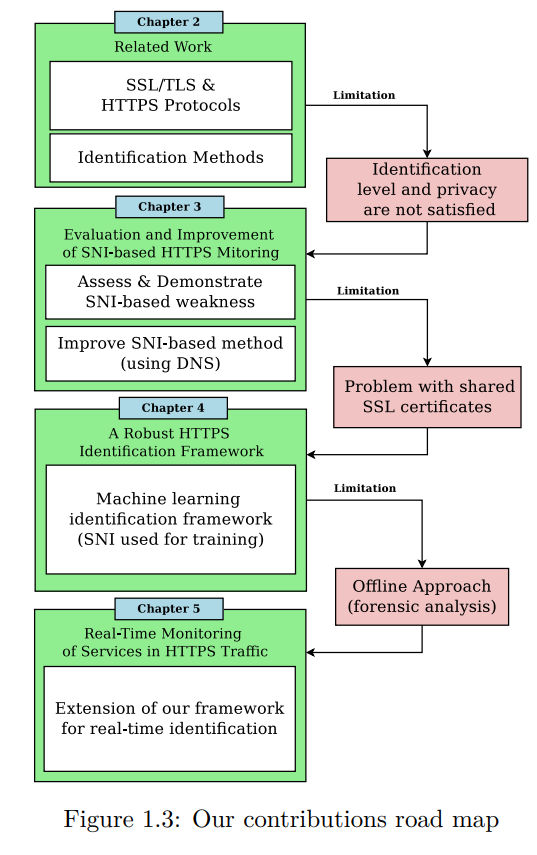 Chapter 2
Related Work
SSL/TLS &
HTTPS Protocols
Identification Methods
Limitation
Identification
level and privacy
are not satisfied
Chapter 3
Evaluation and Improvement
of SNI-based HTTPS Mitoring
Assess & Demonstrate
SNI-based weakness
Improve SNI-based method
(using DNS)
Limitation
Problem with shared
SSL certificates
Chapter 4
A Robust HTTPS
Identification Framework
Machine learning
identification framework
(SNI used for training)
Limitation
Offline Approach
(forensic analysis)
Chapter 5
Real-Time Monitoring
of Services in HTTPS Traffic
Extension of our framework
for real-time identification
Figure 1.3: Our contributions road map